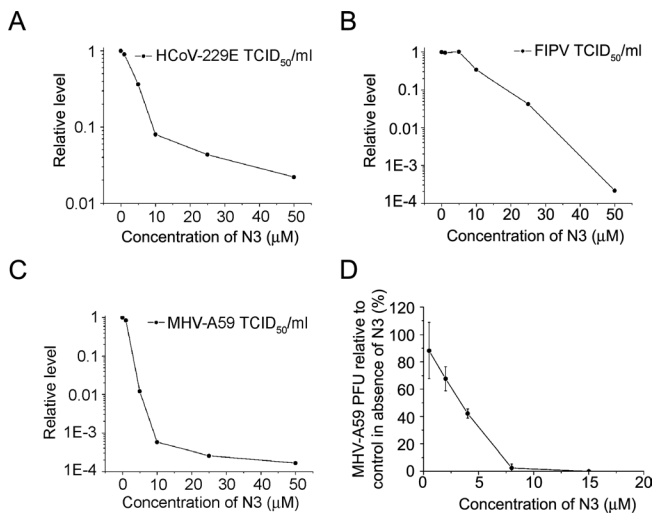 A
HCoV-229E TCID50/ml
Relative level
1
0.1
0.01
0 10 20 30 40 50
Concentration of N3 (μM)
B
FIPV TCID50/ml
Relative level
1
0.1
0.01
1E-3
1E-4
0 10 20 30 40 50
Concentration of N3 (μM)
C
MHV-A59 TCID50/ml
Relative level
1
0.1
0.01
1E-3
1E-4
0 10 20 30 40 50
Concentration of N3 (μM)
D
MHV-A59 PFU relative to
control in absence of N3 (%)
120
100
80
60
40
20
0
0 5 10 15 20
Concentration of N3 (μM)